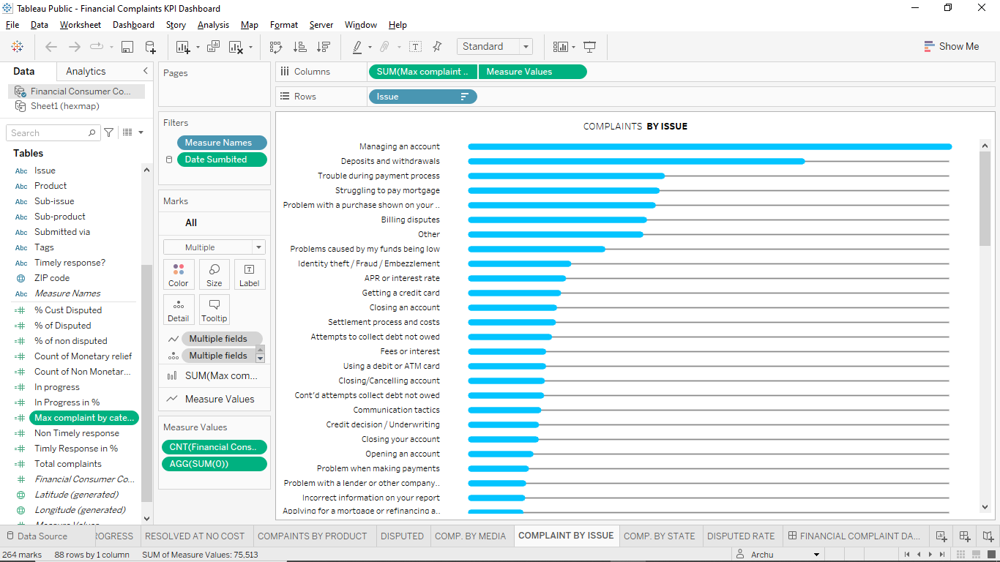 Tableau Public - Financial Complaints KPI Dashboard
File Data Worksheet Dashboard Story Analysis Map Format Server Window Help
Standard
Show Me
Data Analytics
Financial Consumer Co...
Sheet1 (hexmap)
Search
Tables
Abc Issue
Abc Product
Abc Sub-issue
Abc Sub-product
Abc Submitted via
Abc Tags
Abc Timely response?
ZIP code
Abc Measure Names
% Cust Disputed
% of Disputed
% of non disputed
Count of Monetary relief
Count of Non Monetar...
In progress
In Progress in %
Max complaint by cate...
Non Timely response
Timly Response in %
Total complaints
Financial Consumer Co...
Latitude (generated)
Longitude (generated)
Measure Values
Pages
Filters
Measure Names
Date Sumbited
Marks
All
Multiple
Color Size Label
Detail Tooltip
Multiple fields
Multiple fields
SUM(Max com...
Measure Values
Measure Values
CNT(Financial Cons..
AGG(SUM(0))
Columns SUM(Max complaint .. Measure Values
Rows Issue
COMPLAINTS BY ISSUE
Managing an account
Deposits and withdrawals
Trouble during payment process
Struggling to pay mortgage
Problem with a purchase shown on your ..
Billing disputes
Other
Problems caused by my funds being low
Identity theft / Fraud / Embezzlement
APR or interest rate
Getting a credit card
Closing an account
Settlement process and costs
Attempts to collect debt not owed
Fees or interest
Using a debit or ATM card
Closing/Cancelling account
Cont'd attempts collect debt not owed
Communication tactics
Credit decision / Underwriting
Closing your account
Opening an account
Problem when making payments
Problem with a lender or other company..
Incorrect information on your report
Applying for a mortgage or refinancing a..
Data Source ROGRESS RESOLVED AT NO COST COMPAINTS BY PRODUCT DISPUTED COMP. BY MEDIA COMPLAINT BY ISSUE COMP. BY STATE DISPUTED RATE FINANCIAL COMPLAINT DA...
264 marks 88 rows by 1 column SUM of Measure Values: 75,513 Archu